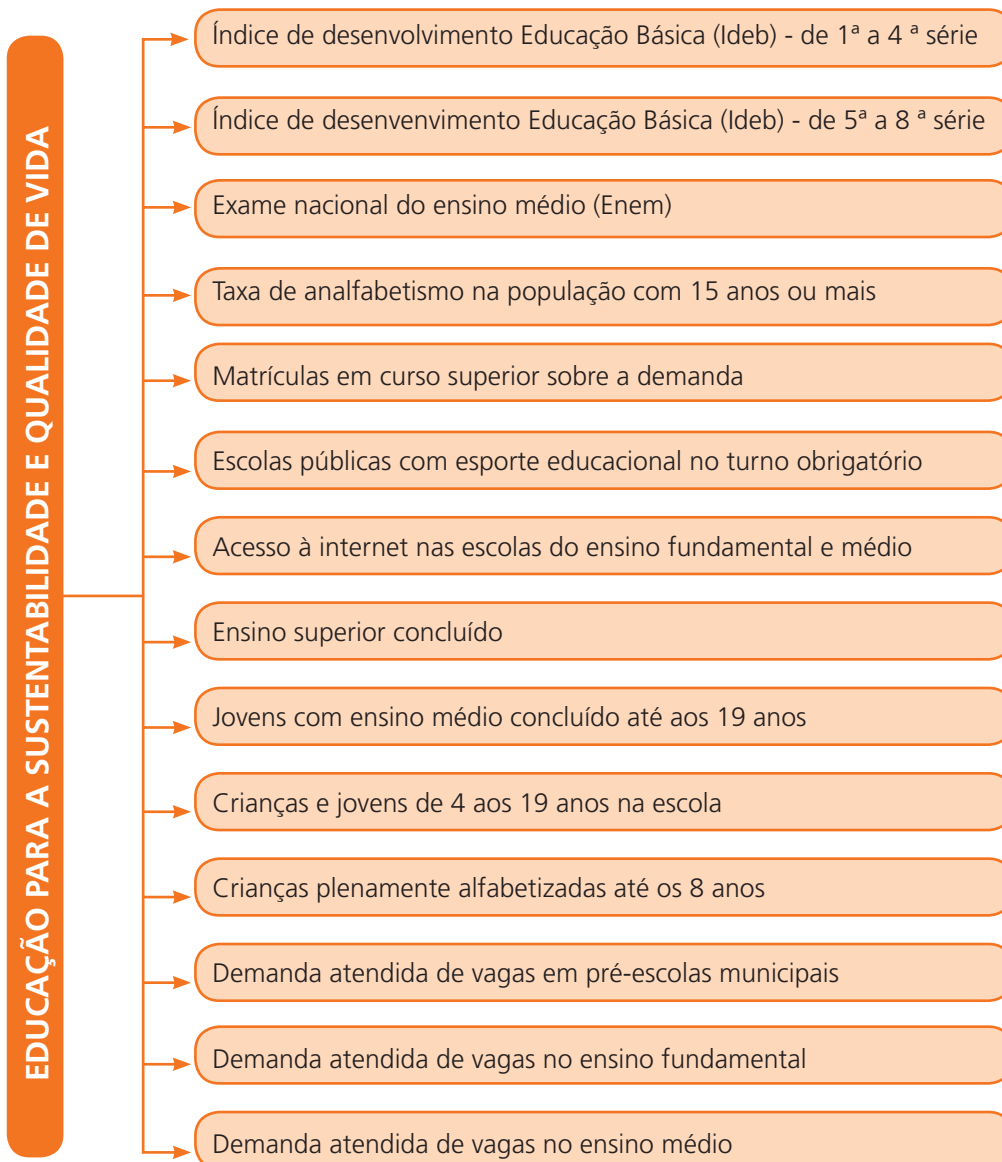 EDUCAÇÃO PARA A SUSTENTABILIDADE E QUALIDADE DE VIDA
Índice de desenvolvimento Educação Básica (Ideb) - de 1ª a 4 ª série
Índice de desenvenvimento Educação Básica (Ideb) - de 5ª a 8 ª série
Exame nacional do ensino médio (Enem)
Taxa de analfabetismo na população com 15 anos ou mais
Matrículas em curso superior sobre a demanda
Escolas públicas com esporte educacional no turno obrigatório
Acesso à internet nas escolas do ensino fundamental e médio
Ensino superior concluído
Jovens com ensino médio concluído até aos 19 anos
Crianças e jovens de 4 aos 19 anos na escola
Crianças plenamente alfabetizadas até os 8 anos
Demanda atendida de vagas em pré-escolas municipais
Demanda atendida de vagas no ensino fundamental
Demanda atendida de vagas no ensino médio